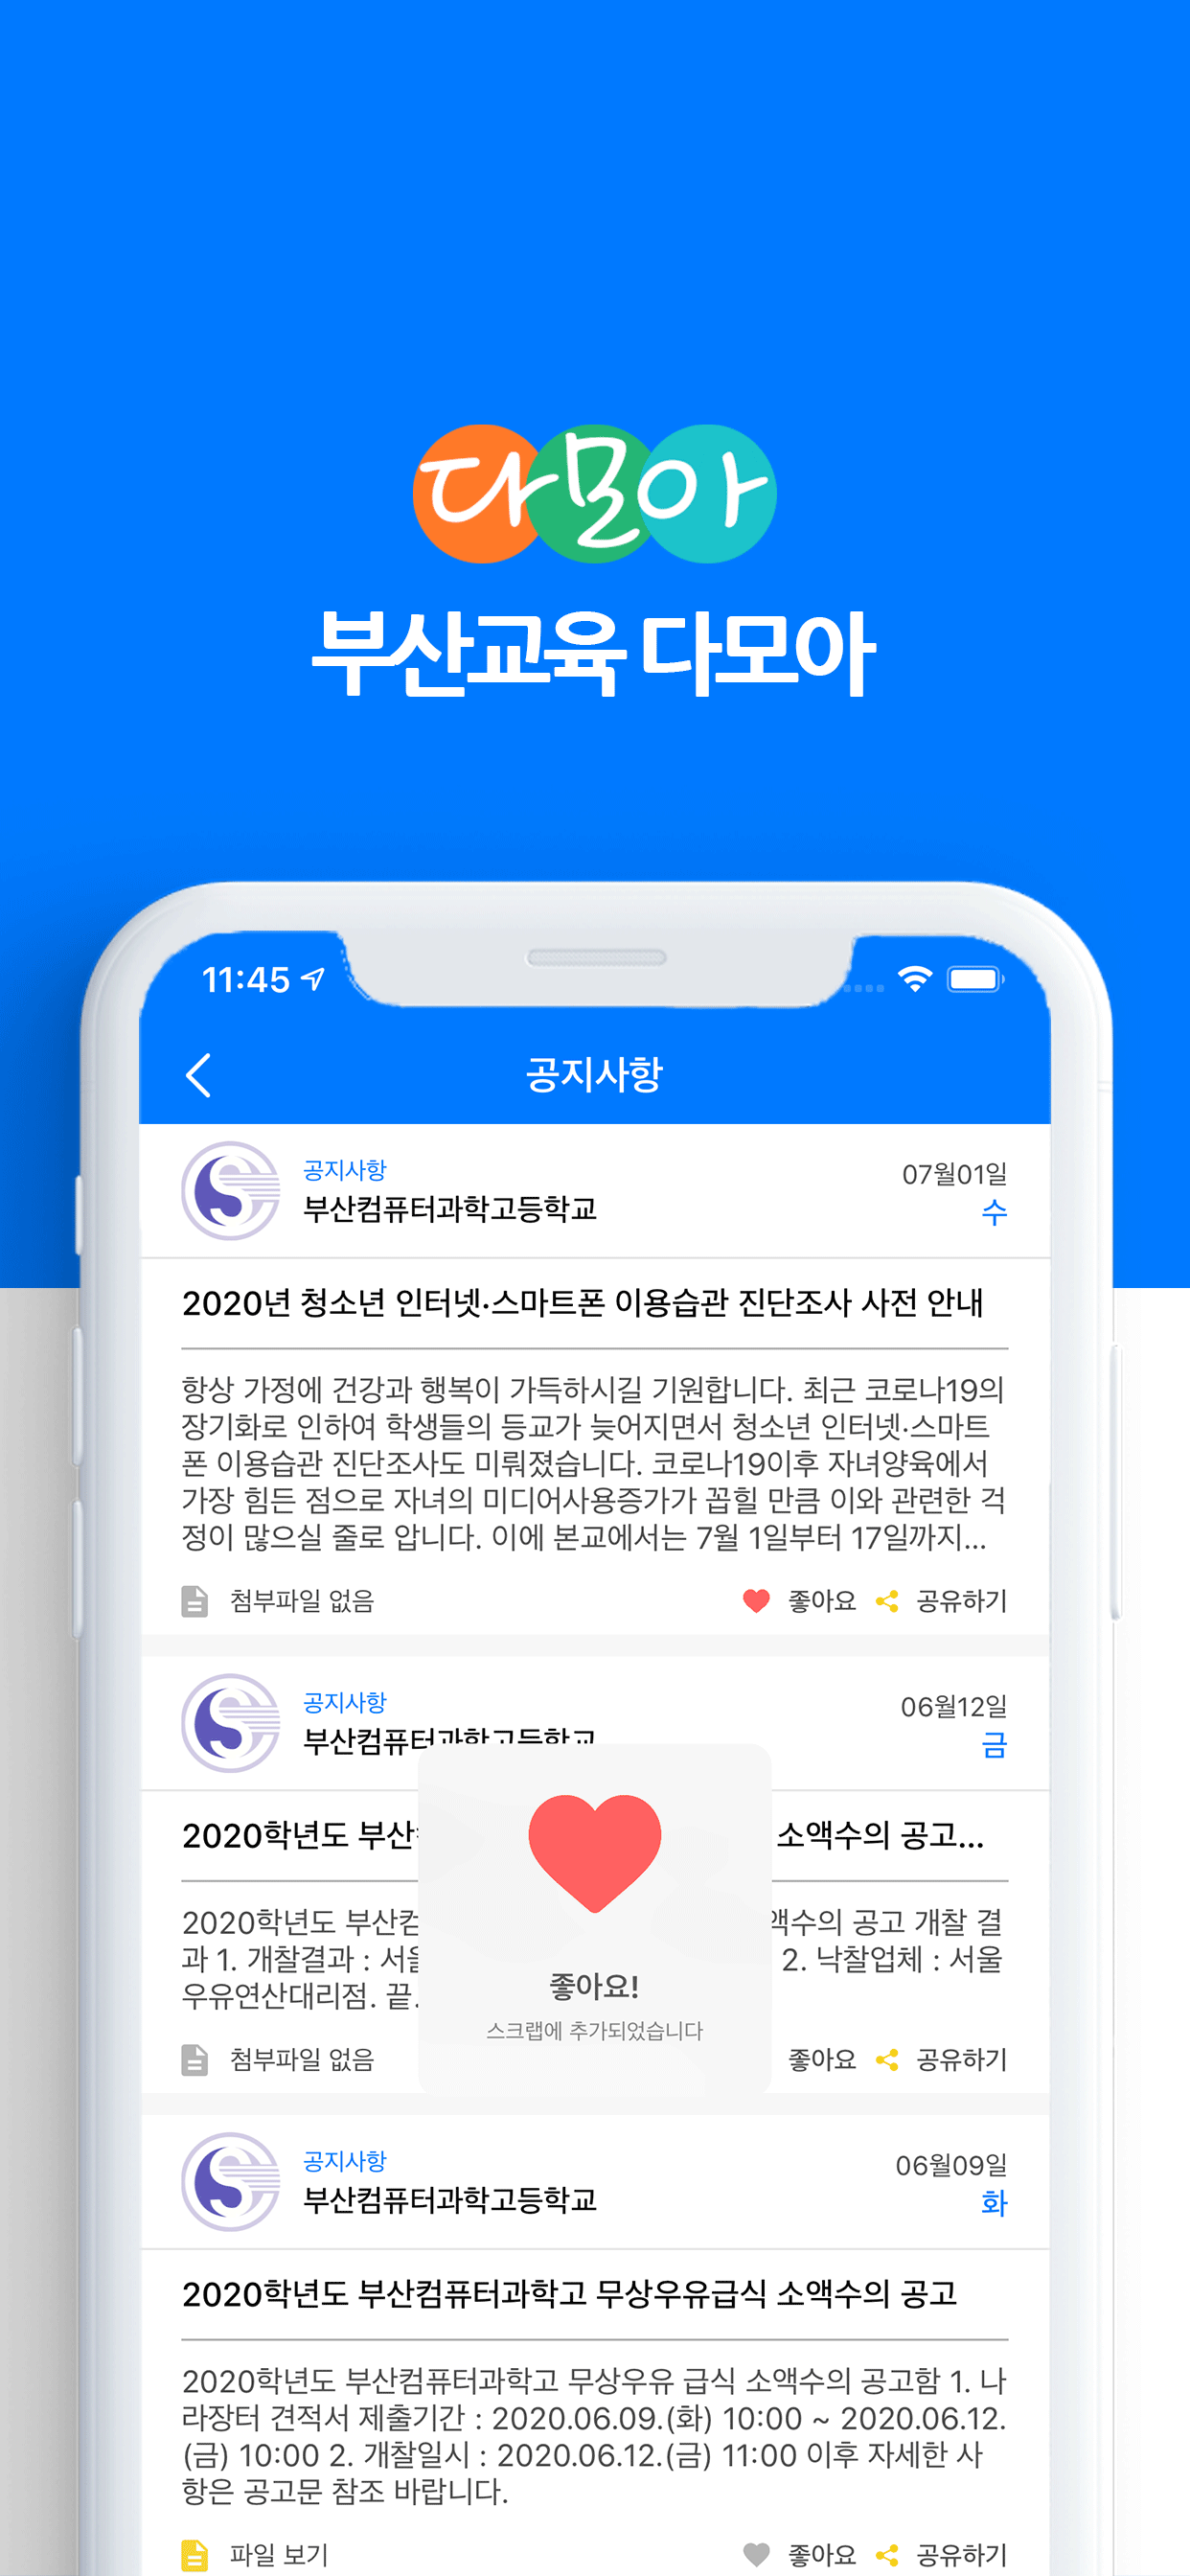 다모아
부산교육 다모아
11:45
공지사항
공지사항
부산컴퓨터과학고등학교
07월01일
수
2020년 청소년 인터넷·스마트폰 이용습관 진단조사 사전 안내
항상 가정에 건강과 행복이 가득하시길 기원합니다. 최근 코로나19의
장기화로 인하여 학생들의 등교가 늦어지면서 청소년 인터넷·스마트
폰 이용습관 진단조사도 미뤄졌습니다. 코로나19이후 자녀양육에서
가장 힘든 점으로 자녀의 미디어사용증가가 꼽힐 만큼 이와 관련한 걱
정이 많으실 줄로 압니다. 이에 본교에서는 7월 1일부터 17일까지...
첨부파일 없음
좋아요
공유하기
공지사항
부산컴퓨터과학고등학교
06월12일
금
2020학년도 부산 소액수의 공고...
2020학년도 부산컴 액수의 공고 개찰 결
과 1. 개찰결과 : 서울 2. 낙찰업체 : 서울
우유연산대리점. 끝.
좋아요!
스크랩에 추가되었습니다
첨부파일 없음
좋아요
공유하기
공지사항
부산컴퓨터과학고등학교
06월09일
화
2020학년도 부산컴퓨터과학고 무상우유급식 소액수의 공고
2020학년도 부산컴퓨터과학고 무상우유 급식 소액수의 공고함 1. 나
라장터 견적서 제출기간 : 2020.06.09.(화) 10:00 ~ 2020.06.12.
(금) 10:00 2. 개찰일시 : 2020.06.12.(금) 11:00 이후 자세한 사
항은 공고문 참조 바랍니다.
파일 보기
좋아요
공유하기